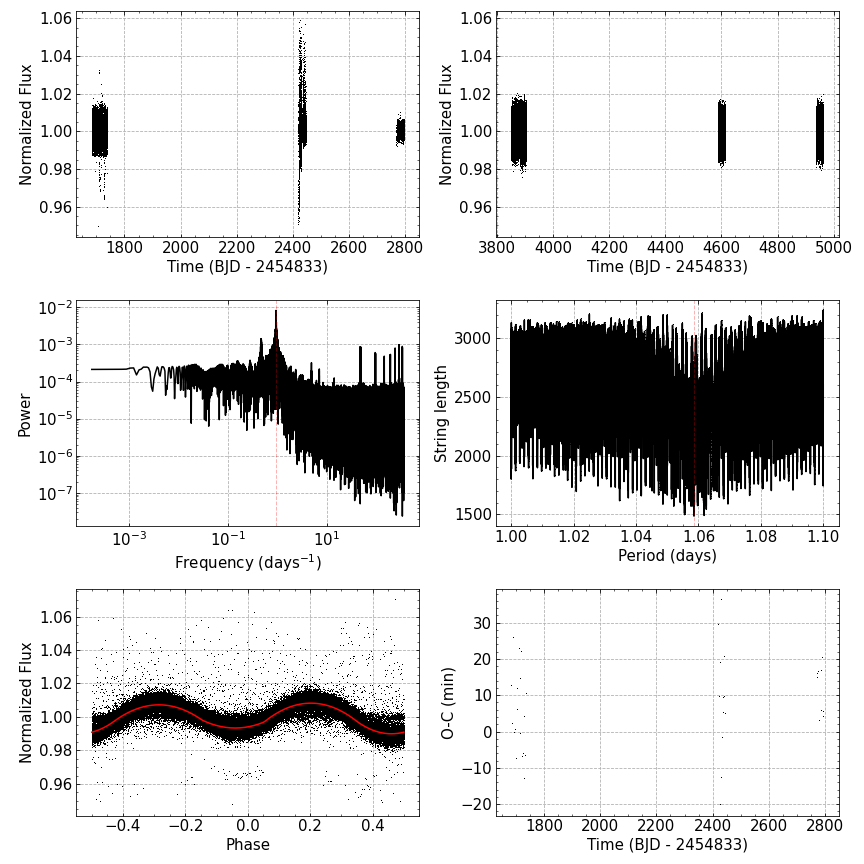 1.06
1.04
1.02
1.00
0.98
0.96
Normalized Flux
1800 2000 2200 2400 2600 2800
Time (BJD - 2454833)
1.06
1.04
1.02
1.00
0.98
0.96
Normalized Flux
3800 4000 4200 4400 4600 4800 5000
Time (BJD - 2454833)
10⁻²
10⁻³
10⁻⁴
10⁻⁵
10⁻⁶
10⁻⁷
Power
10⁻³ 10⁻¹ 10¹
Frequency (days⁻¹)
3000
2500
2000
1500
String length
1.00 1.02 1.04 1.06 1.08 1.10
Period (days)
1.06
1.04
1.02
1.00
0.98
0.96
Normalized Flux
−0.4 −0.2 0.0 0.2 0.4
Phase
30
20
10
0
−10
−20
O-C (min)
1800 2000 2200 2400 2600 2800
Time (BJD - 2454833)